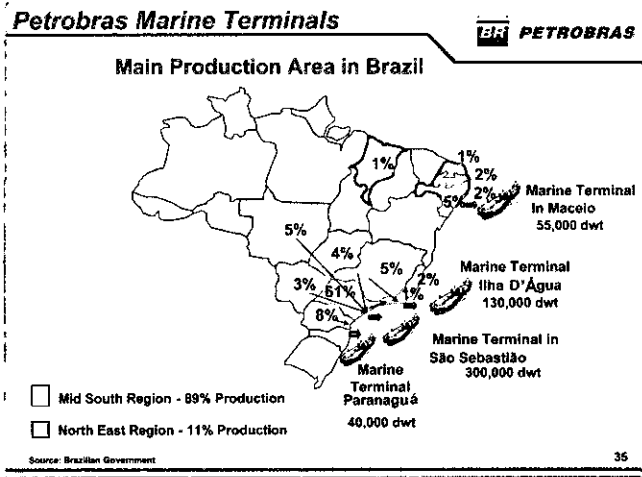 Petrobras Marine Terminals
BR PETROBRAS
Main Production Area in Brazil
1%
1%
2%
2%
5%
Marine Terminal
In Maceio
55,000 dwt
5%
4%
5%
2%
1%
3%
61%
8%
Marine Terminal
Ilha D'Água
130,000 dwt
Marine Terminal in
São Sebastião
300,000 dwt
Marine
Terminal
Paranaguá
40,000 dwt
Mid South Region - 89% Production
North East Region - 11% Production
Source: Brazilian Government
35